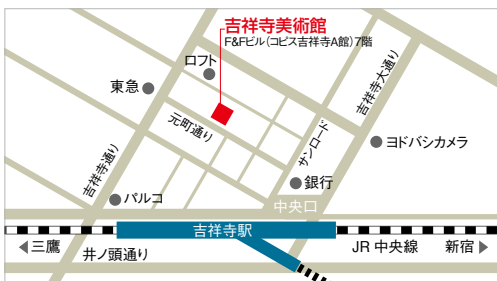 吉祥寺美術館
F&Fビル(コピス吉祥寺A館)7階
ロフト
東急
元町通り
吉祥寺大通り
サンロード
ヨドバシカメラ
吉祥寺通り
パルコ
銀行
中央口
吉祥寺駅
三鷹
井ノ頭通り
JR 中央線
新宿